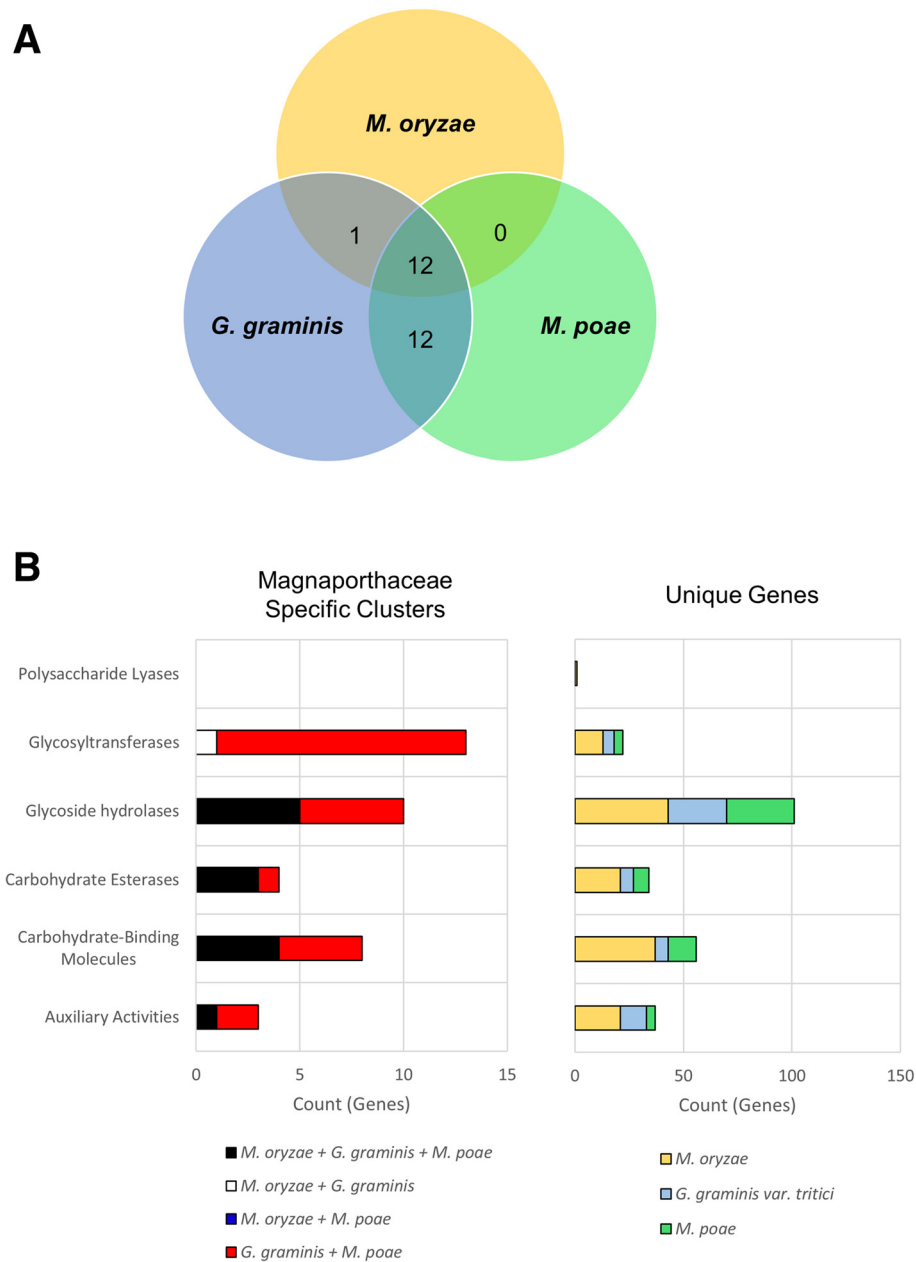 A
M. oryzae
1
0
12
G. graminis
M. poae
12
B
Magnaporthaceae
Specific Clusters
Unique Genes
Polysaccharide Lyases
Glycosyltransferases
Glycoside hydrolases
Carbohydrate Esterases
Carbohydrate-Binding
Molecules
Auxiliary Activities
0 5 10 15
0 50 100 150
Count (Genes)
Count (Genes)
M. oryzae + G. graminis + M. poae
M. oryzae + G. graminis
M. oryzae + M. poae
G. graminis + M. poae
M. oryzae
G. graminis var. tritici
M. poae